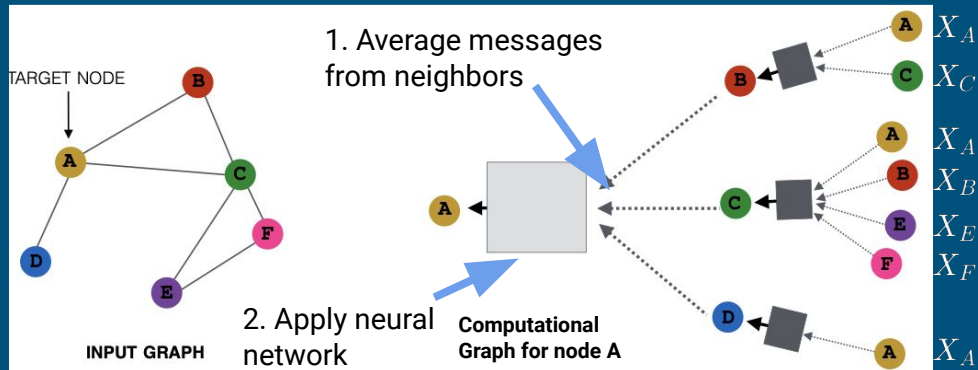 TARGET NODE
A
B
C
D
E
F
INPUT GRAPH
1. Average messages
from neighbors
2. Apply neural
network
Computational
Graph for node A
A
B
C
D
A
C
A
B
E
F
A
X_A
X_C
X_A
X_B
X_E
X_F
X_A